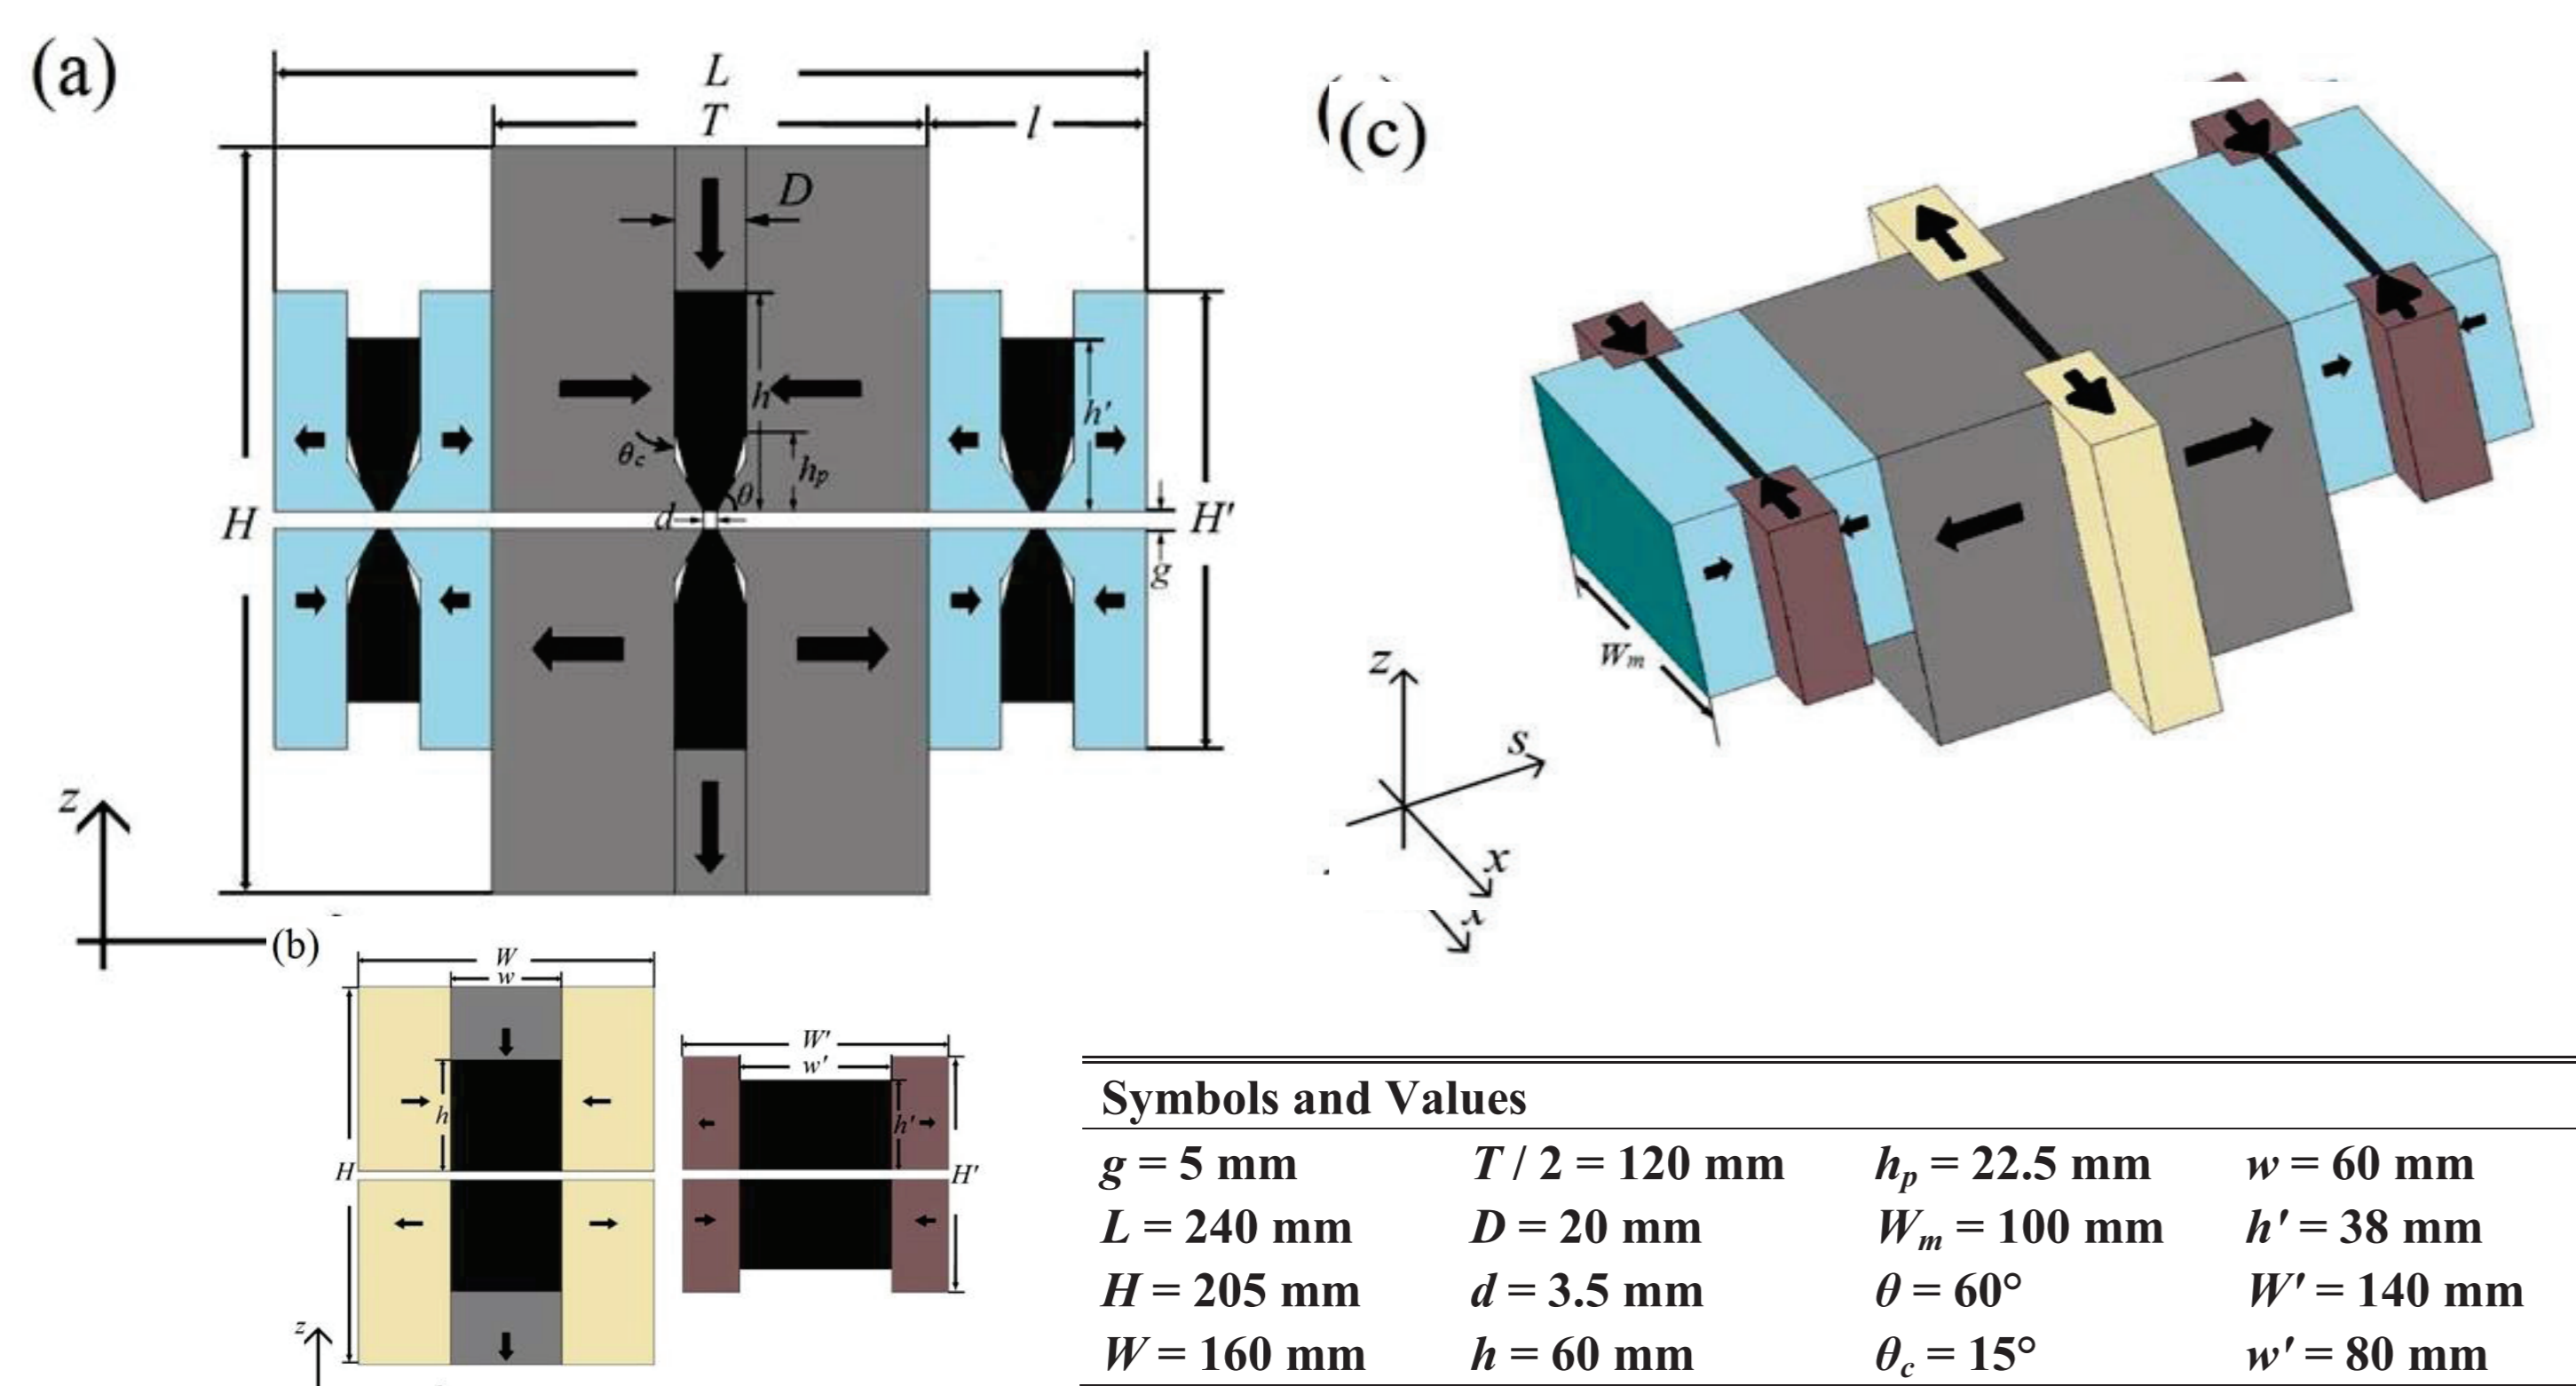 (a)
L
T
l
D
h
h'
θc
hp
θ
d
H
H'
g
z
(b)
W
w
h
H
z
W'
w'
h'
H'
(c)
Wm
z
s
x
x
Symbols and Values
g = 5 mm T / 2 = 120 mm hp = 22.5 mm w = 60 mm
L = 240 mm D = 20 mm Wm = 100 mm h' = 38 mm
H = 205 mm d = 3.5 mm θ = 60° W' = 140 mm
W = 160 mm h = 60 mm θc = 15° w' = 80 mm